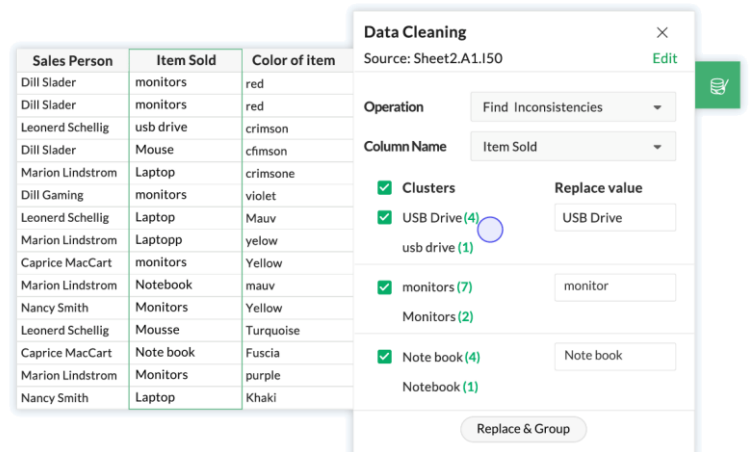 Sales Person Item Sold Color of item
Dill Slader monitors red
Dill Slader monitors red
Leonerd Schellig usb drive crimson
Dill Slader Mouse cfimson
Marion Lindstrom Laptop crimsone
Dill Gaming monitors violet
Leonerd Schellig Laptop Mauv
Marion Lindstrom Laptopp yelow
Caprice MacCart monitors Yellow
Marion Lindstrom Notebook mauv
Nancy Smith Monitors Yellow
Leonerd Schellig Mousse Turquoise
Caprice MacCart Note book Fuscia
Marion Lindstrom Monitors purple
Nancy Smith Laptop Khaki
Data Cleaning
Source: Sheet2.A1.I50 Edit
Operation Find Inconsistencies
Column Name Item Sold
Clusters Replace value
USB Drive (4) USB Drive
usb drive (1)
monitors (7) monitor
Monitors (2)
Note book (4) Note book
Notebook (1)
Replace & Group